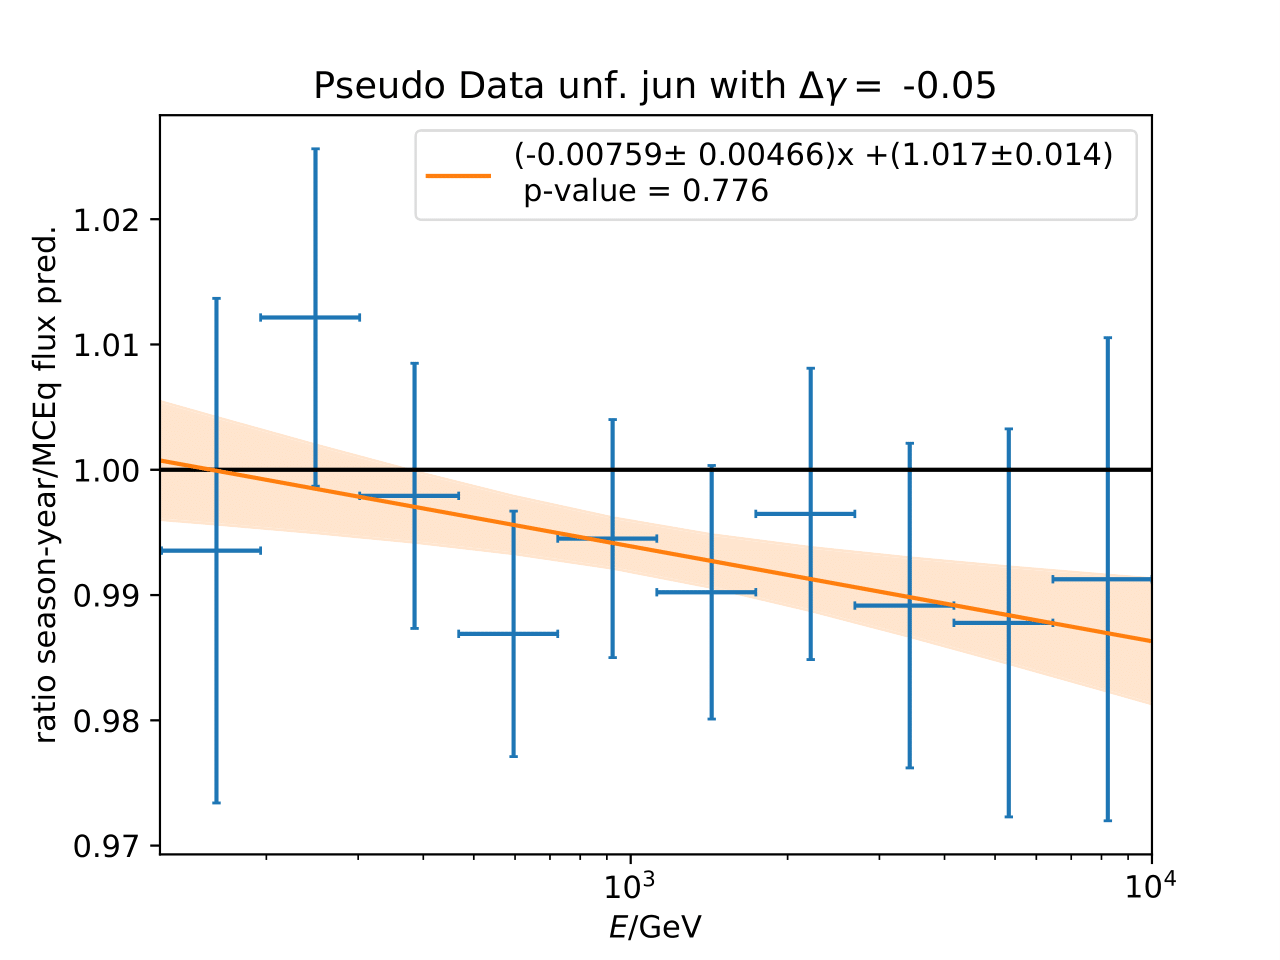 Pseudo Data unf. jun with Δγ = -0.05
(-0.00759± 0.00466)x +(1.017±0.014)
p-value = 0.776
ratio season-year/MCEq flux pred.
1.02
1.01
1.00
0.99
0.98
0.97
10³
10⁴
E/GeV